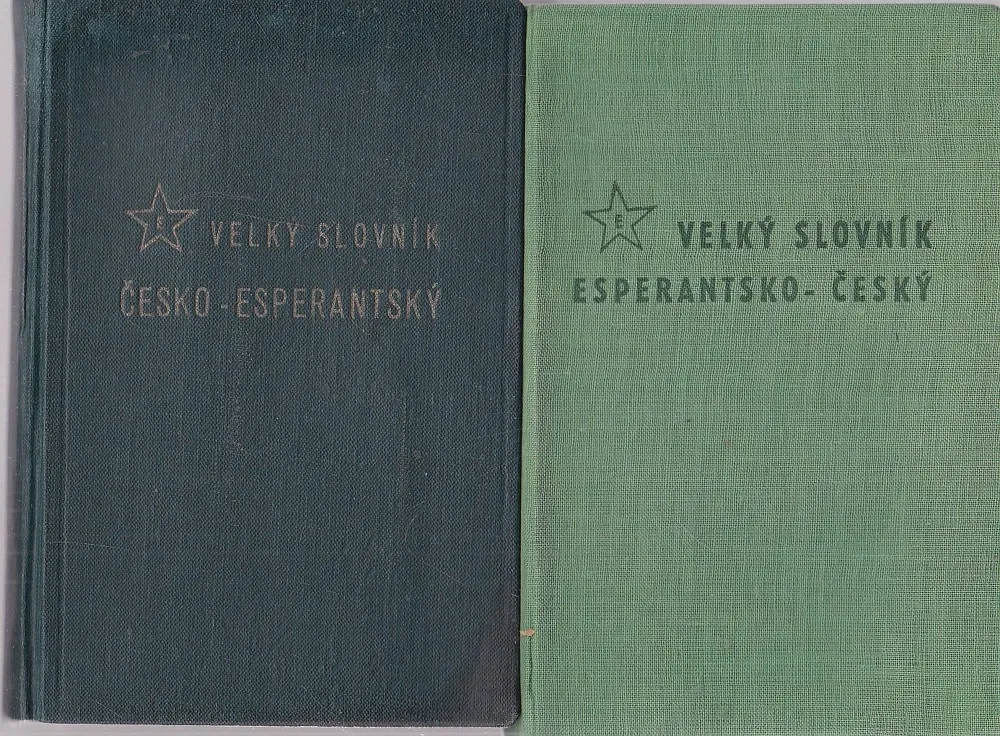 E
VELKÝ SLOVNÍK
ČESKO - ESPERANTSKÝ
E
VELKÝ SLOVNÍK
ESPERANTSKO - ČESKÝ